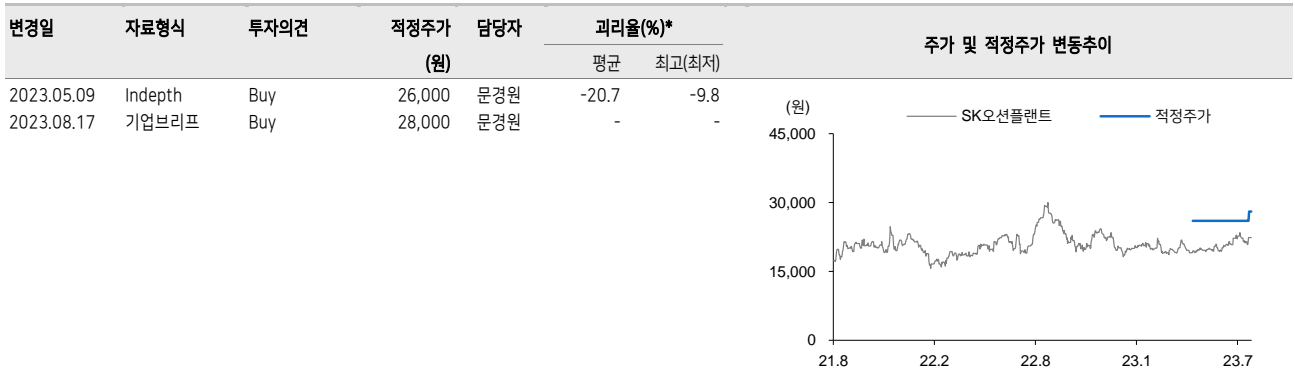 변경일 자료형식 투자의견 적정주가 담당자 괴리율(%)* 주가 및 적정주가 변동추이
(원) 평균 최고(최저)
2023.05.09 Indepth Buy 26,000 문경원 -20.7 -9.8
2023.08.17 기업브리프 Buy 28,000 문경원 - -
(원)
SK오션플랜트 적정주가
45,000
30,000
15,000
0
21.8 22.2 22.8 23.1 23.7